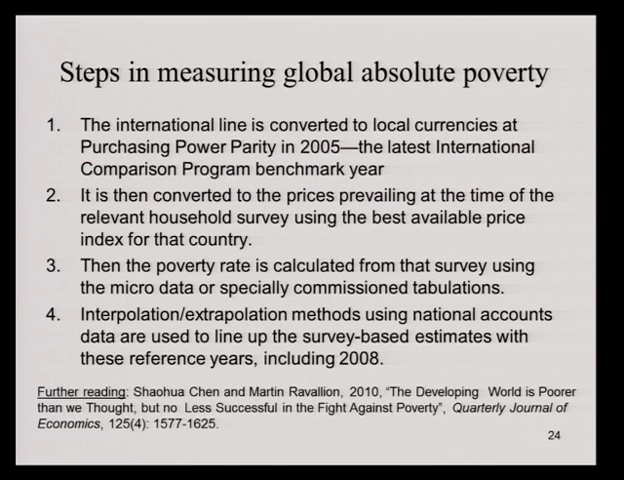 Steps in measuring global absolute poverty
1. The international line is converted to local currencies at
Purchasing Power Parity in 2005—the latest International
Comparison Program benchmark year
2. It is then converted to the prices prevailing at the time of the
relevant household survey using the best available price
index for that country.
3. Then the poverty rate is calculated from that survey using
the micro data or specially commissioned tabulations.
4. Interpolation/extrapolation methods using national accounts
data are used to line up the survey-based estimates with
these reference years, including 2008.
Further reading: Shaohua Chen and Martin Ravallion, 2010, “The Developing World is Poorer
than we Thought, but no Less Successful in the Fight Against Poverty”, Quarterly Journal of
Economics, 125(4): 1577-1625.
24